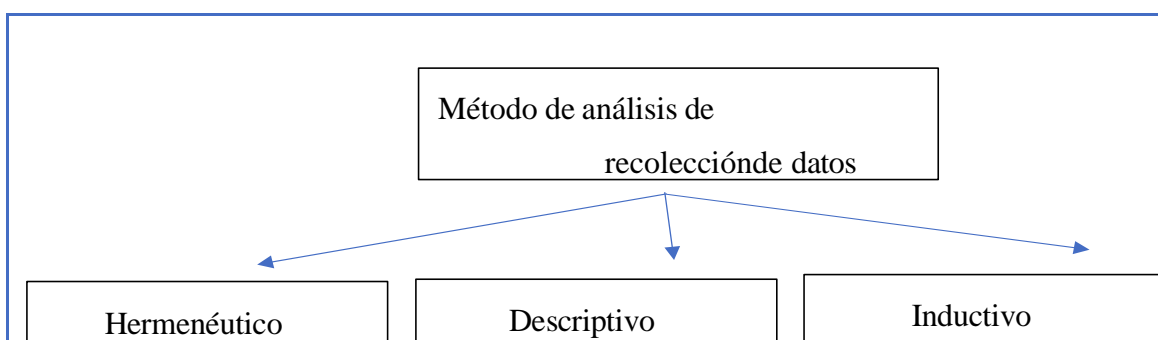 Método de análisis de
recolecciónde datos
Hermenéutico
Descriptivo
Inductivo